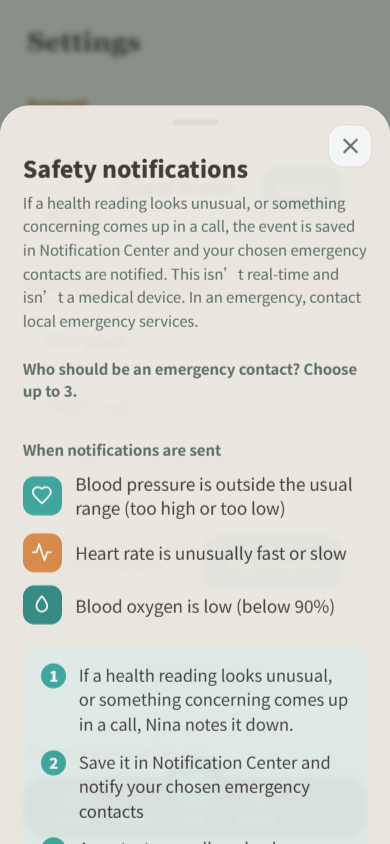 Settings
Safety notifications
If a health reading looks unusual, or something
concerning comes up in a call, the event is saved
in Notification Center and your chosen emergency
contacts are notified. This isn’t real-time and
isn’t a medical device. In an emergency, contact
local emergency services.
Who should be an emergency contact? Choose
up to 3.
When notifications are sent
Blood pressure is outside the usual
range (too high or too low)
Heart rate is unusually fast or slow
Blood oxygen is low (below 90%)
1 If a health reading looks unusual,
or something concerning comes up
in a call, Nina notes it down.
2 Save it in Notification Center and
notify your chosen emergency
contacts